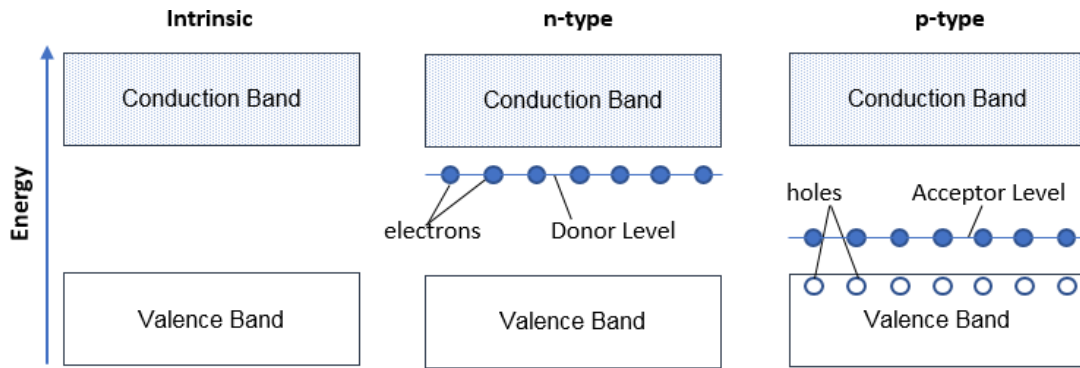 Intrinsic
n-type
p-type
Energy
Conduction Band
Conduction Band
Conduction Band
electrons
Donor Level
holes
Acceptor Level
Valence Band
Valence Band
Valence Band